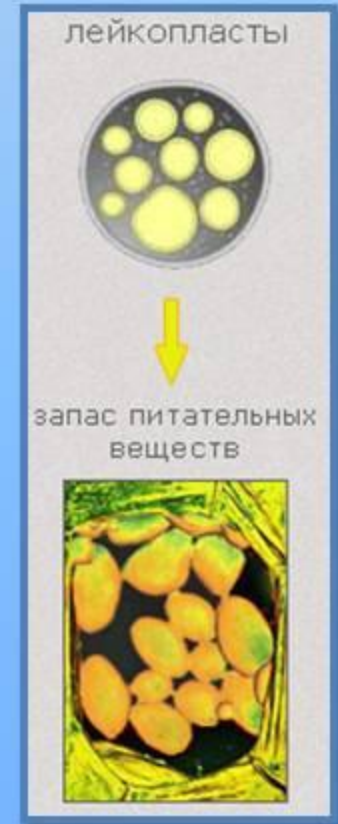 лейкопласты
запас питательных
веществ